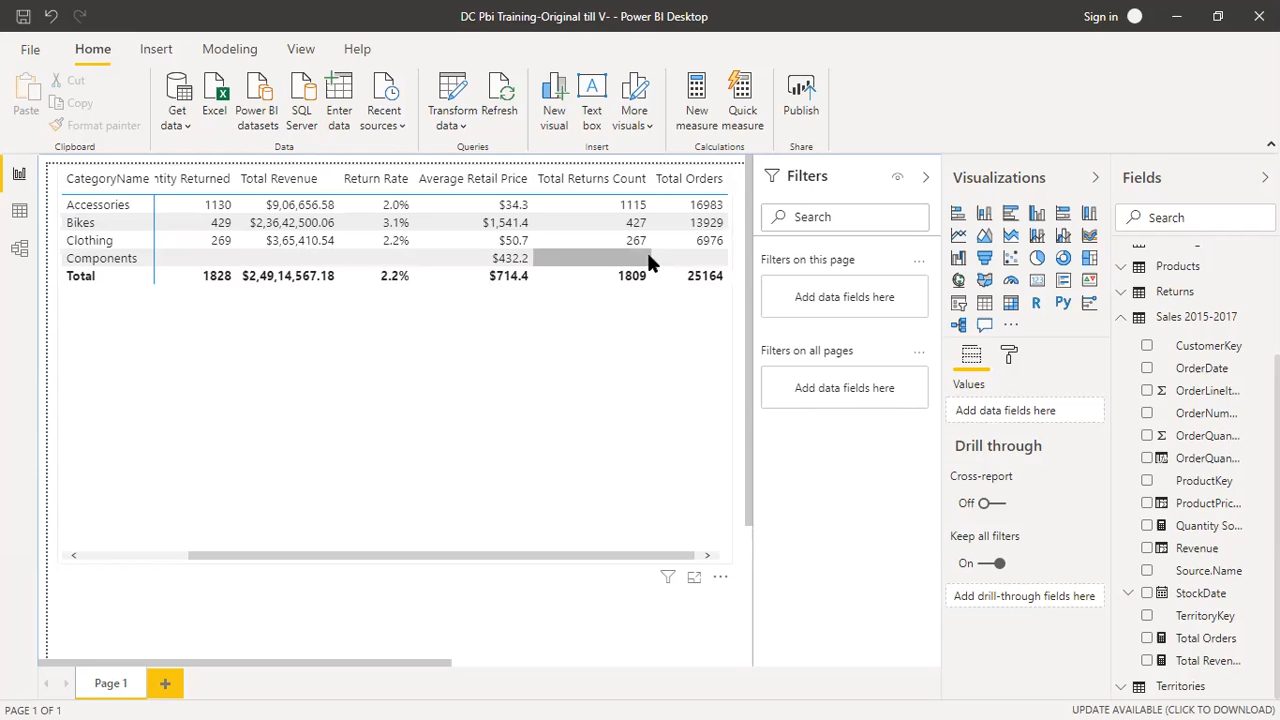 DC Pbi Training-Original till V- - Power BI Desktop
Sign in
File Home Insert Modeling View Help
Paste
Cut
Copy
Format painter
Get data
Excel
Power BI datasets
SQL Server
Enter data
Recent sources
Transform data
Refresh
New visual
Text box
More visuals
New measure
Quick measure
Publish
Clipboard Data Queries Insert Calculations Share
CategoryName ntity Returned Total Revenue Return Rate Average Retail Price Total Returns Count Total Orders
Accessories 1130 $9,06,656.58 2.0% $34.3 1115 16983
Bikes 429 $2,36,42,500.06 3.1% $1,541.4 427 13929
Clothing 269 $3,65,410.54 2.2% $50.7 267 6976
Components $432.2
Total 1828 $2,49,14,567.18 2.2% $714.4 1809 25164
Filters
Search
Filters on this page ...
Add data fields here
Filters on all pages ...
Add data fields here
Visualizations
R Py
...
Values
Add data fields here
Drill through
Cross-report
Off
Keep all filters
On
Add drill-through fields here
Fields
Search
Products
Returns
Sales 2015-2017
CustomerKey
OrderDate
OrderLineIt...
OrderNum...
OrderQuan...
OrderQuan...
ProductKey
ProductPric...
Quantity So...
Revenue
Source.Name
StockDate
TerritoryKey
Total Orders
Total Reven...
Territories
Page 1
PAGE 1 OF 1
UPDATE AVAILABLE (CLICK TO DOWNLOAD)